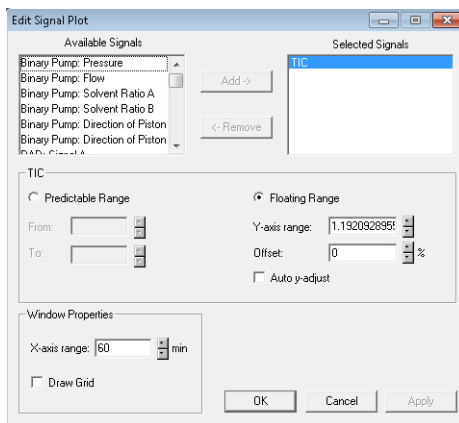 Edit Signal Plot
Available Signals
Binary Pump: Pressure
Binary Pump: Flow
Binary Pump: Solvent Ratio A
Binary Pump: Solvent Ratio B
Binary Pump: Direction of Piston
Binary Pump: Direction of Piston
Add ->
<- Remove
Selected Signals
TIC
TIC
Predictable Range
From:
To:
Floating Range
Y-axis range: 1.192092895
Offset: 0 %
Auto y-adjust
Window Properties
X-axis range: 60 min
Draw Grid
OK Cancel Apply